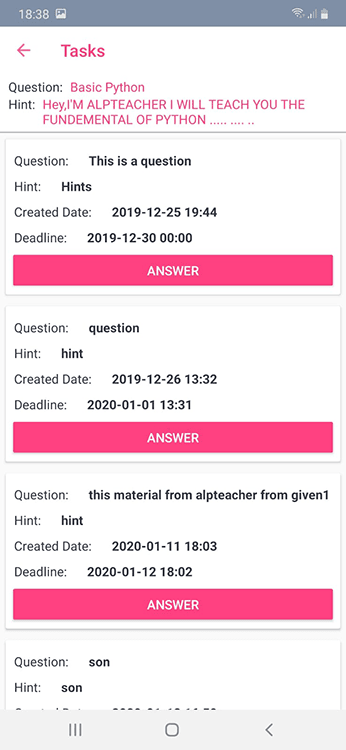 18:38
Tasks
Question: Basic Python
Hint: Hey,I'M ALPTEACHER I WILL TEACH YOU THE
FUNDEMENTAL OF PYTHON ..... .... ..
Question: This is a question
Hint: Hints
Created Date: 2019-12-25 19:44
Deadline: 2019-12-30 00:00
ANSWER
Question: question
Hint: hint
Created Date: 2019-12-26 13:32
Deadline: 2020-01-01 13:31
ANSWER
Question: this material from alpteacher from given1
Hint: hint
Created Date: 2020-01-11 18:03
Deadline: 2020-01-12 18:02
ANSWER
Question: son
Hint: son